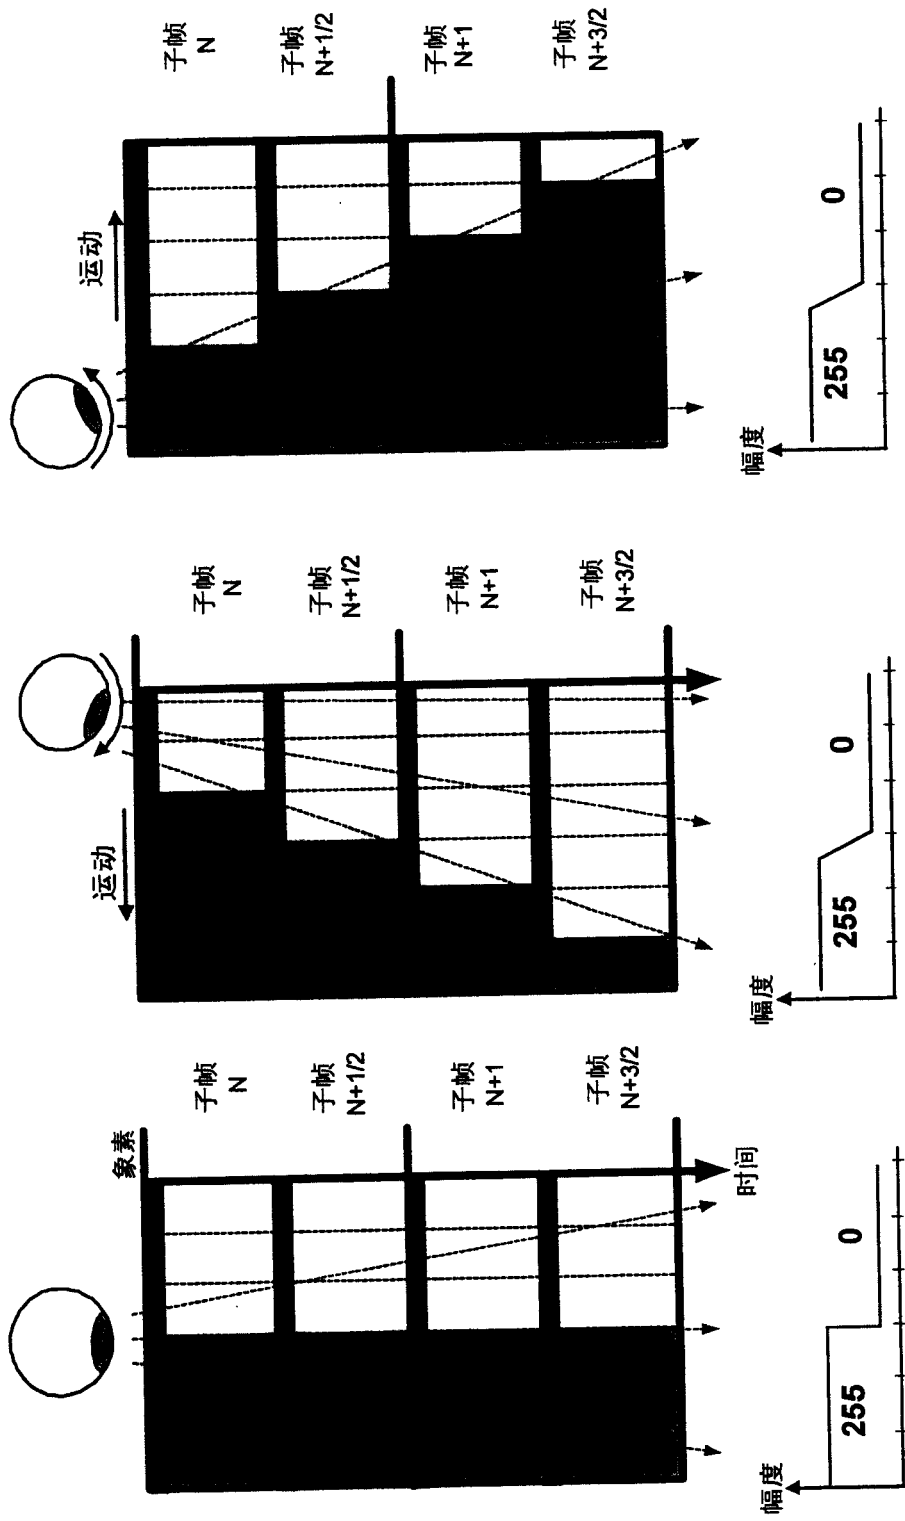 象素
子帧
N
子帧
N+1/2
子帧
N+1
子帧
N+3/2
时间
幅度
255
0
运动
子帧
N
子帧
N+1/2
子帧
N+1
子帧
N+3/2
幅度
255
0
运动
子帧
N
子帧
N+1/2
子帧
N+1
子帧
N+3/2
幅度
255
0